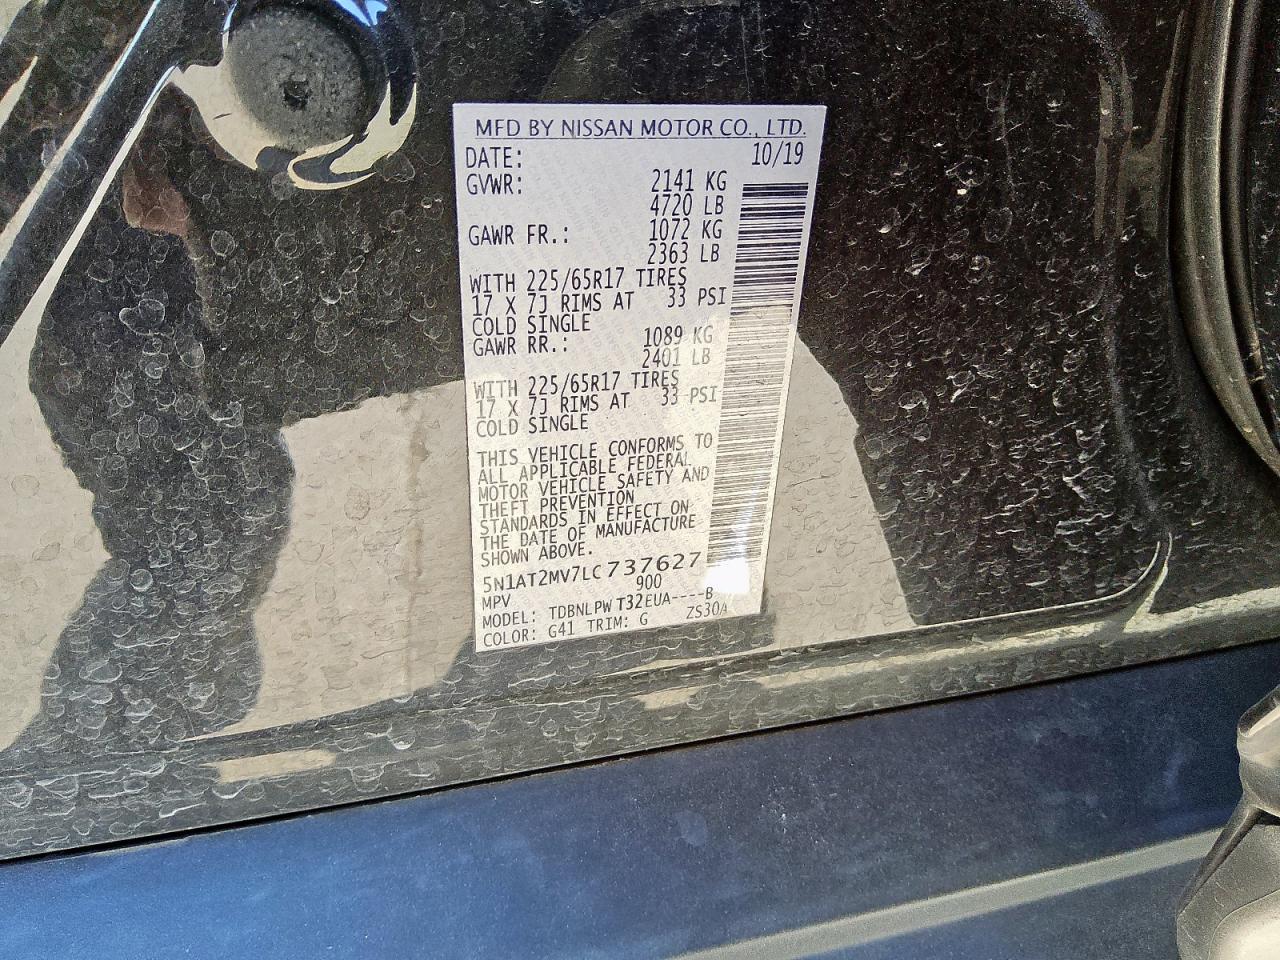 MFD BY NISSAN MOTOR CO., LTD.
DATE: 10/19
GVWR: 2141 KG
4720 LB
GAWR FR.: 1072 KG
2363 LB
WITH 225/65R17 TIRES
17 X 7J RIMS AT 33 PSI
COLD SINGLE
GAWR RR.: 1089 KG
2401 LB
WITH 225/65R17 TIRES
17 X 7J RIMS AT 33 PSI
COLD SINGLE
THIS VEHICLE CONFORMS TO
ALL APPLICABLE FEDERAL
MOTOR VEHICLE SAFETY AND
THEFT PREVENTION
STANDARDS IN EFFECT ON
THE DATE OF MANUFACTURE
SHOWN ABOVE.
5N1AT2MV7LC737627
MPV 900
MODEL: TDBNLPWT32EUA----B
COLOR: G41 TRIM: G ZS30A